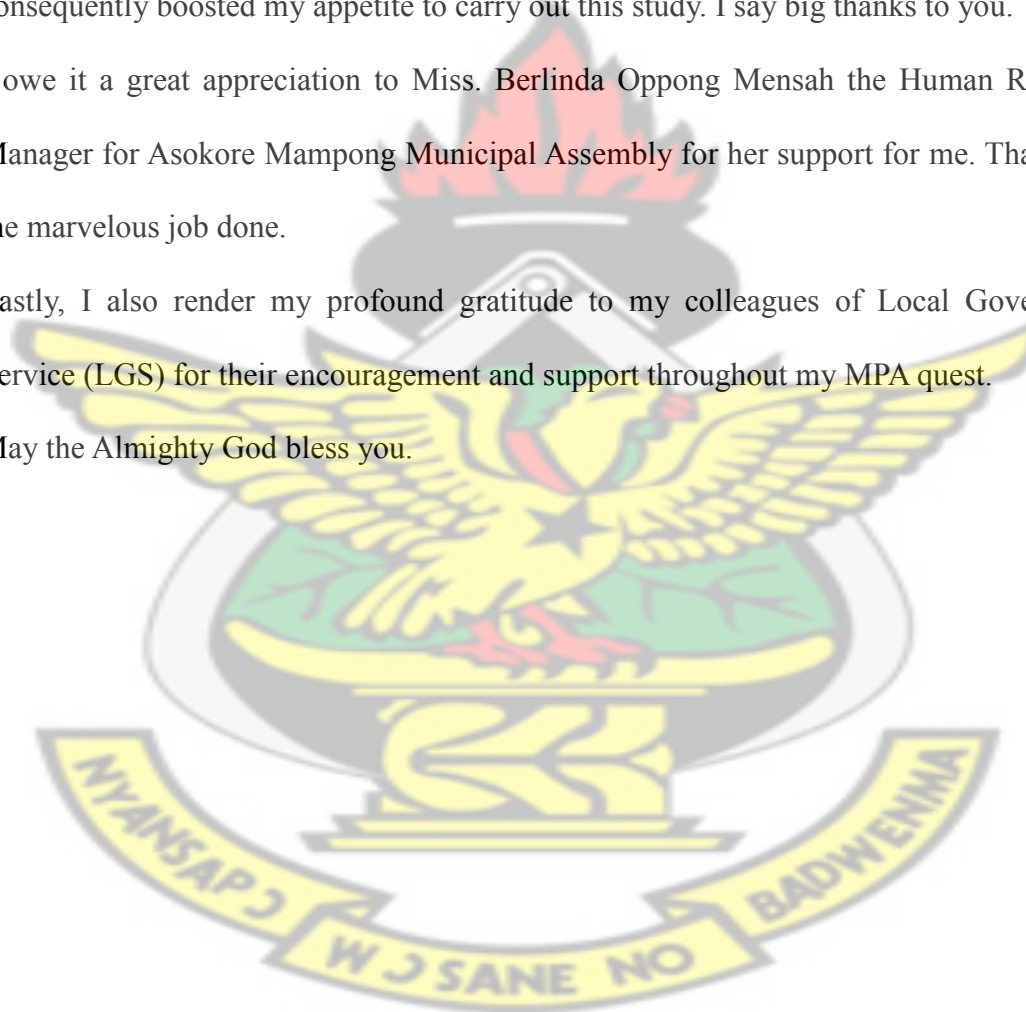 onsequently boosted my appetite to carry out this study. I say big thanks to you.
owe it a great appreciation to Miss. Berlinda Oppong Mensah the Human R
Manager for Asokore Mampong Municipal Assembly for her support for me. Tha
he marvelous job done.
astly, I also render my profound gratitude to my colleagues of Local Gove
ervice (LGS) for their encouragement and support throughout my MPA quest.
May the Almighty God bless you.
NYANSAPƆ
WƆSANE NO
BADWENMA